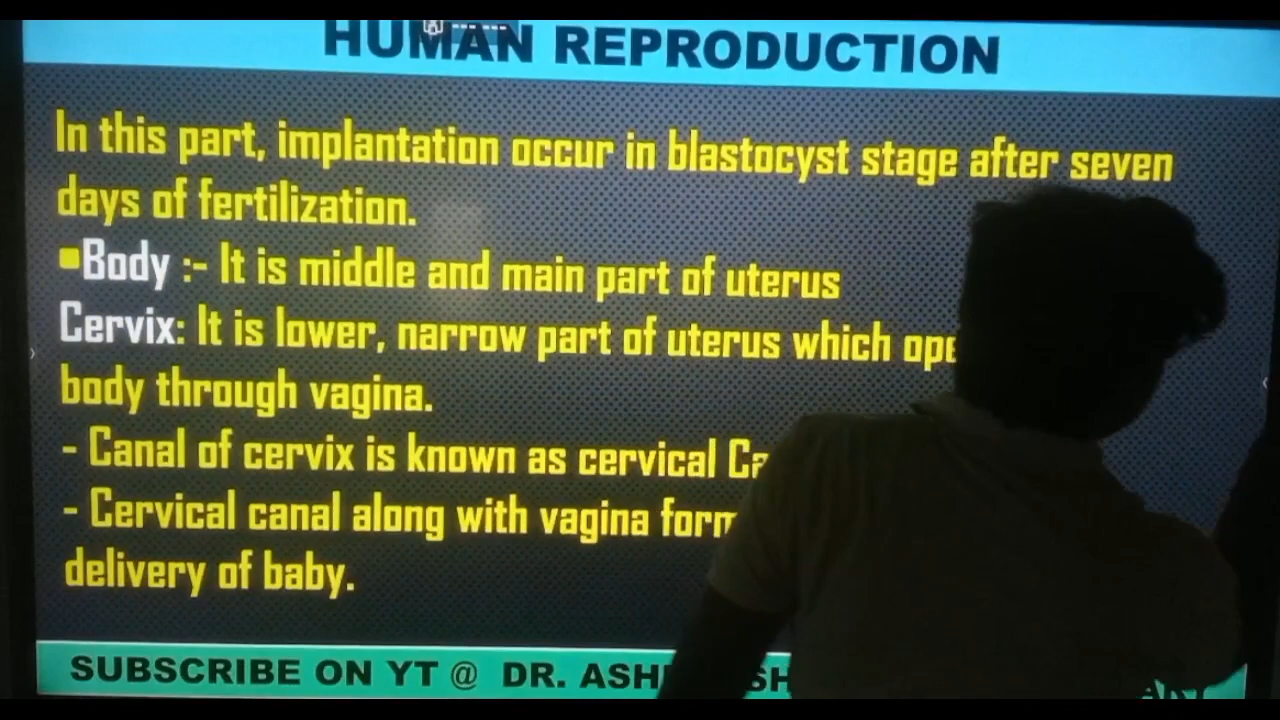 HUMAN REPRODUCTION
In this part, implantation occur in blastocyst stage after seven
days of fertilization.
▪Body :- It is middle and main part of uterus
Cervix: It is lower, narrow part of uterus which
body through vagina.
- Canal of cervix is known as cervical
- Cervical canal along with vagina
delivery of baby.
SUBSCRIBE ON YT @ DR.